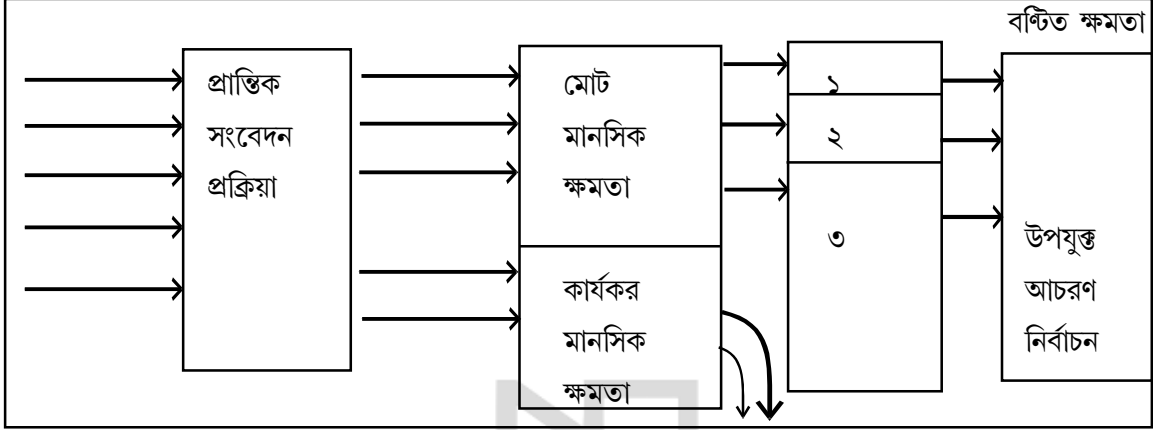 বণ্টিত ক্ষমতা
প্রান্তিক
সংবেদন
প্রক্রিয়া
মোট
মানসিক
ক্ষমতা
কার্যকর
মানসিক
ক্ষমতা
১
২
৩
উপযুক্ত
আচরণ
নির্বাচন